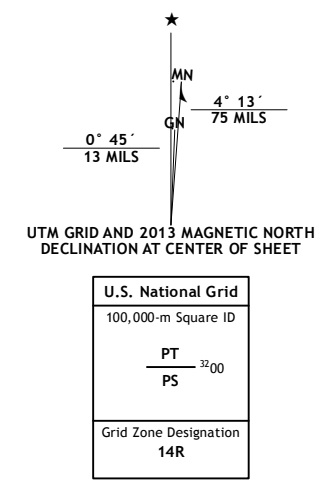 ★
MN
4° 13´
75 MILS
GN
0° 45´
13 MILS
UTM GRID AND 2013 MAGNETIC NORTH
DECLINATION AT CENTER OF SHEET
U.S. National Grid
100,000-m Square ID
PT
³²00
PS
Grid Zone Designation
14R